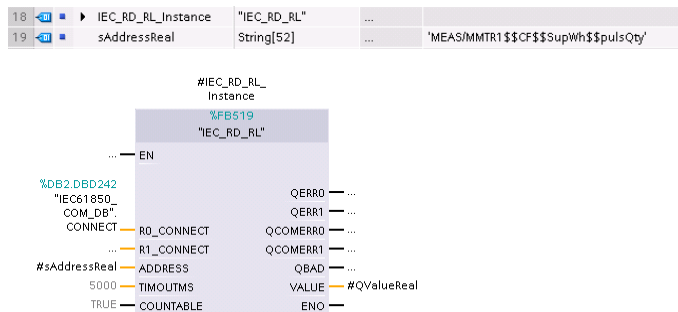 18 IEC_RD_RL_Instance "IEC_RD_RL" ...
19 sAddressReal String[52] ... 'MEAS/MMTR1$$CF$$SupWh$$pulsQty'
#IEC_RD_RL_
Instance
%FB519
"IEC_RD_RL"
... EN
%DB2.DBD242
"IEC61850_
COM_DB".
CONNECT
QERR0 ...
QERR1 ...
R0_CONNECT QCOMERR0 ...
... R1_CONNECT QCOMERR1 ...
#sAddressReal ADDRESS QBAD ...
5000 TIMOUTMS VALUE #QValueReal
TRUE COUNTABLE ENO